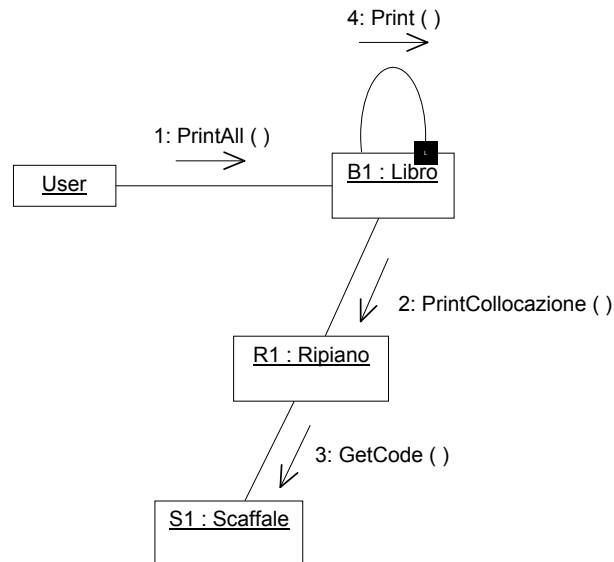 4: Print ( )
1: PrintAll ( )
User
B1 : Libro
L
2: PrintCollocazione ( )
R1 : Ripiano
3: GetCode ( )
S1 : Scaffale